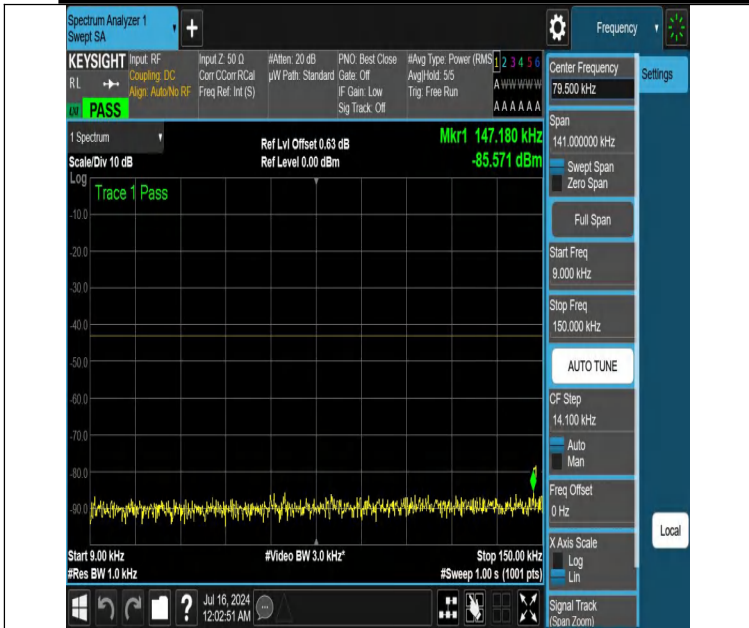 Spectrum Analyzer 1
Swept SA
Frequency
KEYSIGHT Input: RF Input Z: 50 Ω #Atten: 20 dB PNO: Best Close #Avg Type: Power (RMS 1 2 3 4 5 6
RL Coupling: DC Corr CCorr RCal µW Path: Standard Gate: Off Avg|Hold: 5/5 A W W W W W
Align: Auto/No RF Freq Ref: Int (S) IF Gain: Low Trig: Free Run
Sig Track: Off A A A A A A
LXI PASS
1 Spectrum Ref Lvl Offset 0.63 dB Mkr1 147.180 kHz
Scale/Div 10 dB Ref Level 0.00 dBm -85.571 dBm
Log
Trace 1 Pass
-10.0
-20.0
-30.0
-40.0
-50.0
-60.0
-70.0
-80.0
-90.0
Start 9.00 kHz #Video BW 3.0 kHz* Stop 150.00 kHz
#Res BW 1.0 kHz #Sweep 1.00 s (1001 pts)
Jul 16, 2024
12:02:51 AM
?
Center Frequency
79.500 kHz
Settings
Span
141.000000 kHz
Swept Span
Zero Span
Full Span
Start Freq
9.000 kHz
Stop Freq
150.000 kHz
AUTO TUNE
CF Step
14.100 kHz
Auto
Man
Freq Offset
0 Hz
Local
X Axis Scale
Log
Lin
Signal Track
(Span Zoom)